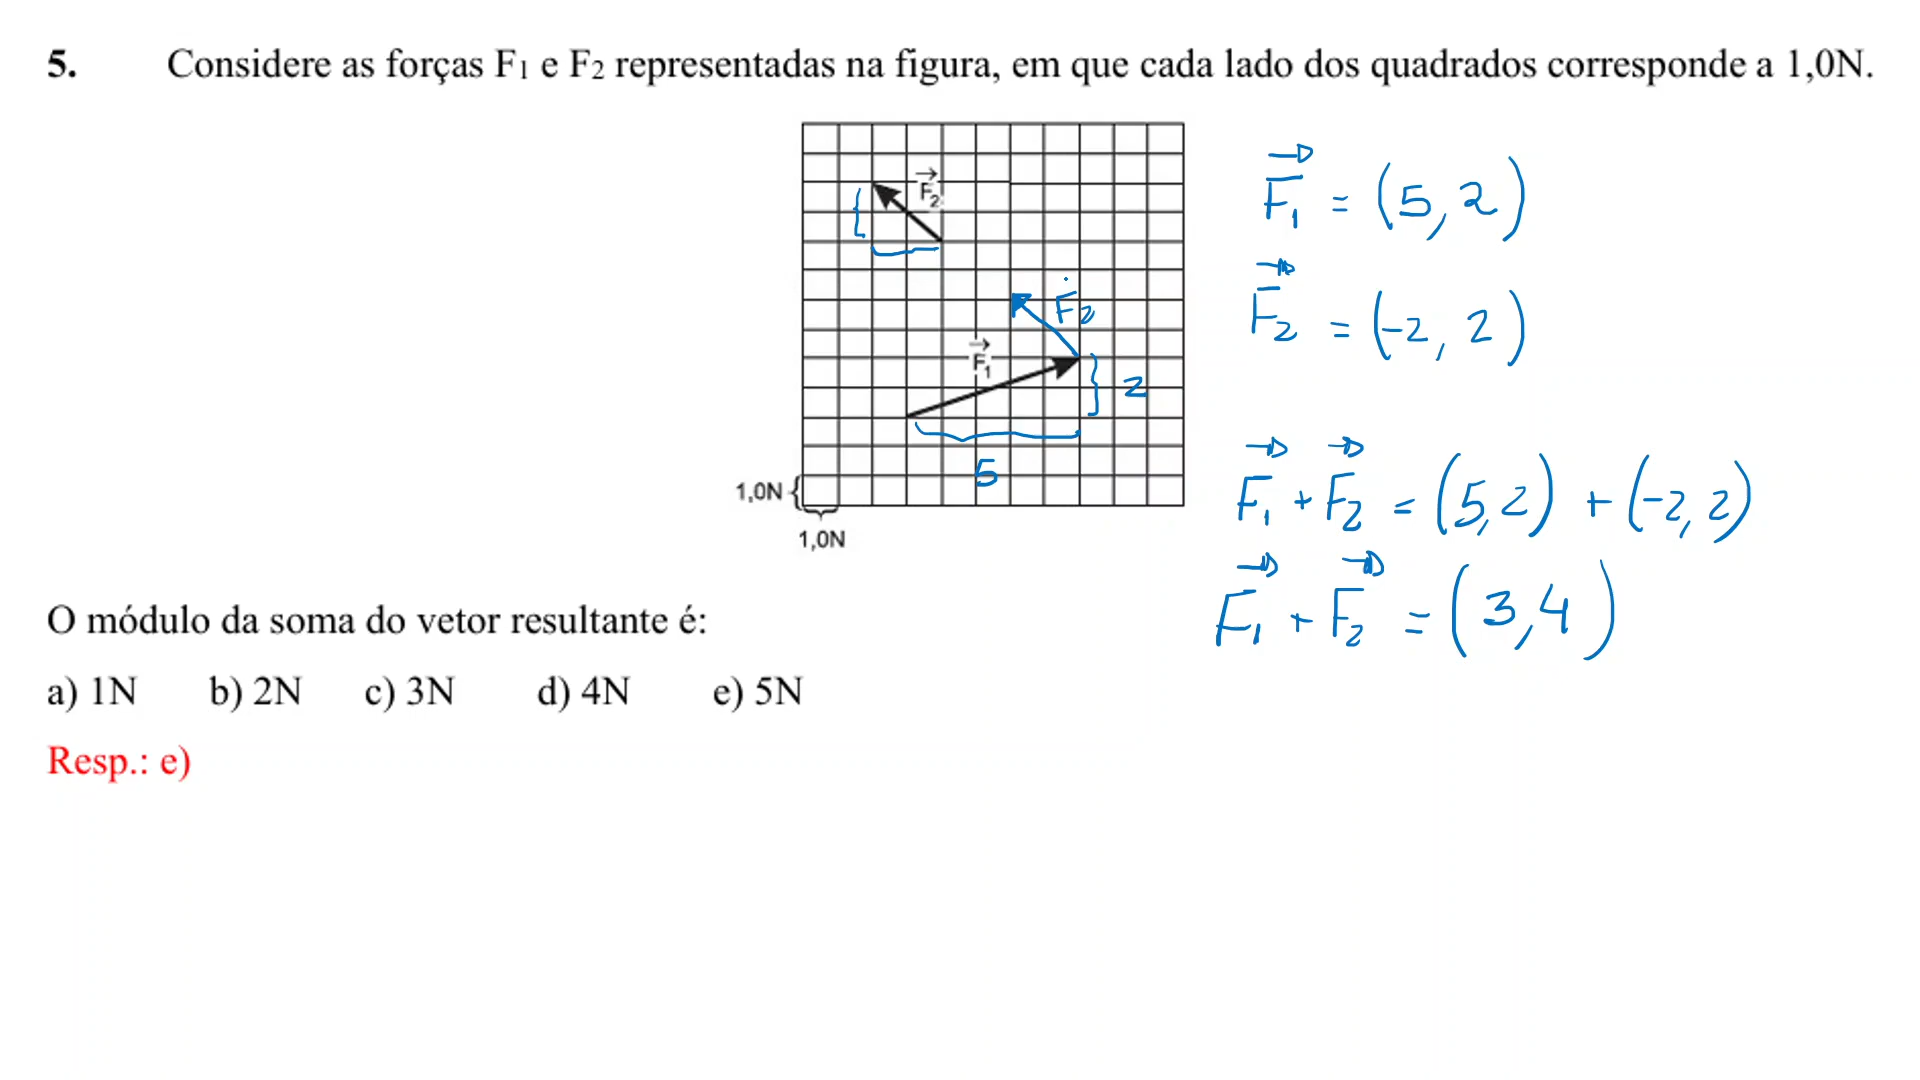 5. Considere as forças F1 e F2 representadas na figura, em que cada lado dos quadrados corresponde a 1,0N.
F2
F1
F2
2
5
1,0N
1,0N
F1 = (5, 2)
F2 = (-2, 2)
F1 + F2 = (5,2) + (-2, 2)
F1 + F2 = (3,4)
O módulo da soma do vetor resultante é:
a) 1N b) 2N c) 3N d) 4N e) 5N
Resp.: e)